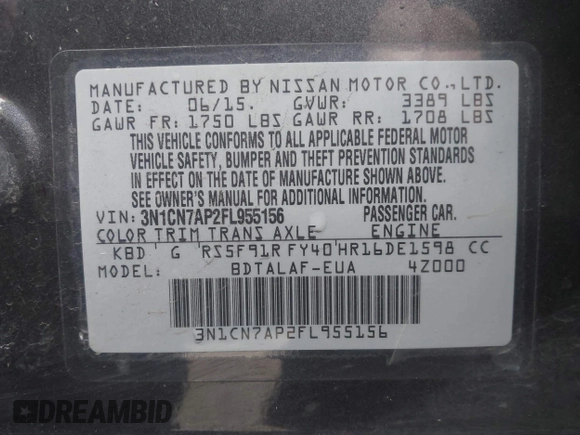 MANUFACTURED BY NISSAN MOTOR CO., LTD.
DATE: 06/15. GVWR: 3389 LBS
GAWR FR: 1750 LBS GAWR RR: 1708 LBS
THIS VEHICLE CONFORMS TO ALL APPLICABLE FEDERAL MOTOR
VEHICLE SAFETY, BUMPER AND THEFT PREVENTION STANDARDS
IN EFFECT ON THE DATE OF MANUFACTURE SHOWN ABOVE.
SEE OWNER'S MANUAL FOR ADDITIONAL INFORMATION.
VIN: 3N1CN7AP2FL955156 PASSENGER CAR.
COLOR TRIM TRANS AXLE ENGINE
KBD G RS5F91R FY40 HR16DE1598 CC
MODEL: BDTALAF-EUA 4Z000
3N1CN7AP2FL955156
DREAMBID